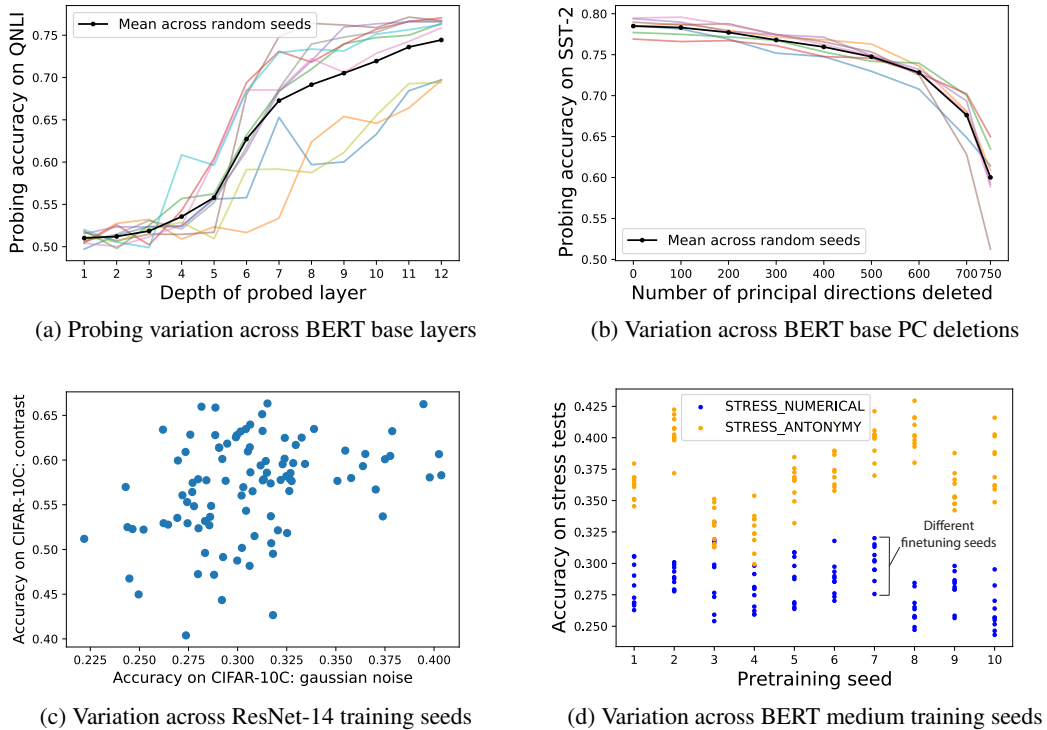 Probing accuracy on QNLI
Mean across random seeds
0.75
0.70
0.65
0.60
0.55
0.50
1 2 3 4 5 6 7 8 9 10 11 12
Depth of probed layer
(a) Probing variation across BERT base layers
Probing accuracy on SST-2
0.80
0.75
0.70
0.65
0.60
0.55
0.50
Mean across random seeds
0 100 200 300 400 500 600 700 750
Number of principal directions deleted
(b) Variation across BERT base PC deletions
Accuracy on CIFAR-10C: contrast
0.65
0.60
0.55
0.50
0.45
0.40
0.225 0.250 0.275 0.300 0.325 0.350 0.375 0.400
Accuracy on CIFAR-10C: gaussian noise
(c) Variation across ResNet-14 training seeds
Accuracy on stress tests
STRESS_NUMERICAL
STRESS_ANTONYMY
0.425
0.400
0.375
0.350
0.325
0.300
0.275
0.250
Different
finetuning seeds
1 2 3 4 5 6 7 8 9 10
Pretraining seed
(d) Variation across BERT medium training seeds